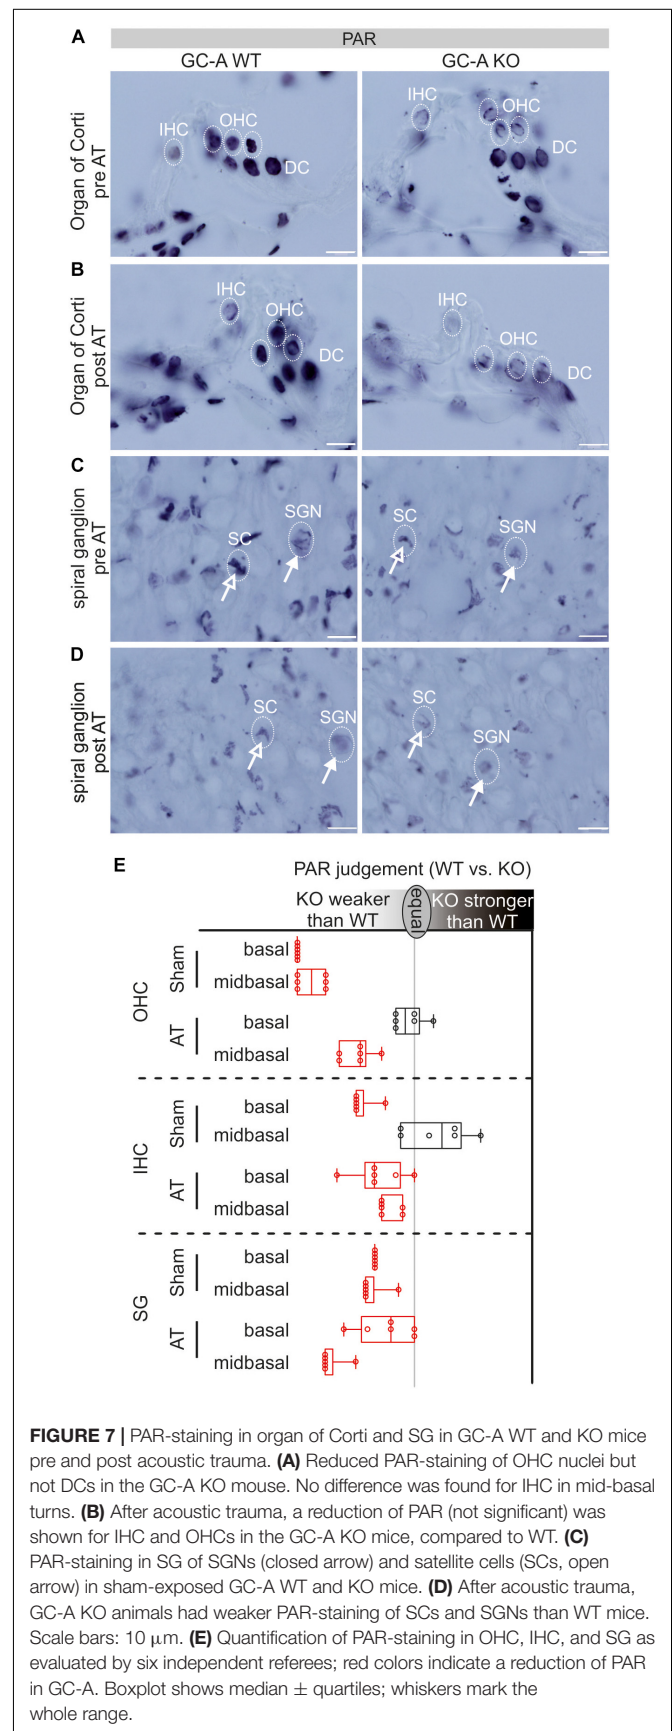 A
PAR
GC-A WT
GC-A KO
Organ of Corti
pre AT
IHC
OHC
DC
IHC
OHC
DC
B
Organ of Corti
post AT
IHC
OHC
DC
IHC
OHC
DC
C
spiral ganglion
pre AT
SC
SGN
SC
SGN
D
spiral ganglion
post AT
SC
SGN
SC
SGN
E
PAR judgement (WT vs. KO)
KO weaker
than WT
equal
KO stronger
than WT
OHC
Sham
basal
midbasal
AT
basal
midbasal
IHC
Sham
basal
midbasal
AT
basal
midbasal
SG
Sham
basal
midbasal
AT
basal
midbasal
FIGURE 7 | PAR-staining in organ of Corti and SG in GC-A WT and KO mice
pre and post acoustic trauma. (A) Reduced PAR-staining of OHC nuclei but
not DCs in the GC-A KO mouse. No difference was found for IHC in mid-basal
turns. (B) After acoustic trauma, a reduction of PAR (not significant) was
shown for IHC and OHCs in the GC-A KO mice, compared to WT. (C)
PAR-staining in SG of SGNs (closed arrow) and satellite cells (SCs, open
arrow) in sham-exposed GC-A WT and KO mice. (D) After acoustic trauma,
GC-A KO animals had weaker PAR-staining of SCs and SGNs than WT mice.
Scale bars: 10 μm. (E) Quantification of PAR-staining in OHC, IHC, and SG as
evaluated by six independent referees; red colors indicate a reduction of PAR
in GC-A. Boxplot shows median ± quartiles; whiskers mark the
whole range.